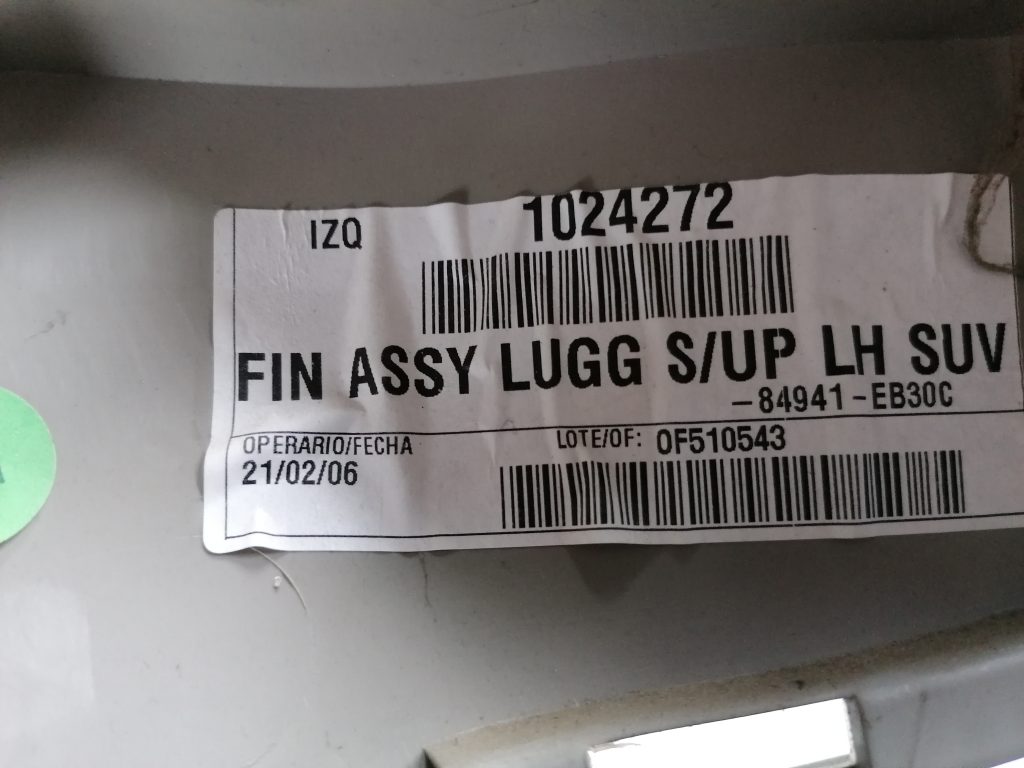 IZQ 1024272
FIN ASSY LUGG S/UP LH SUV
-84941-EB30C
OPERARIO/FECHA LOTE/OF: 0F510543
21/02/06